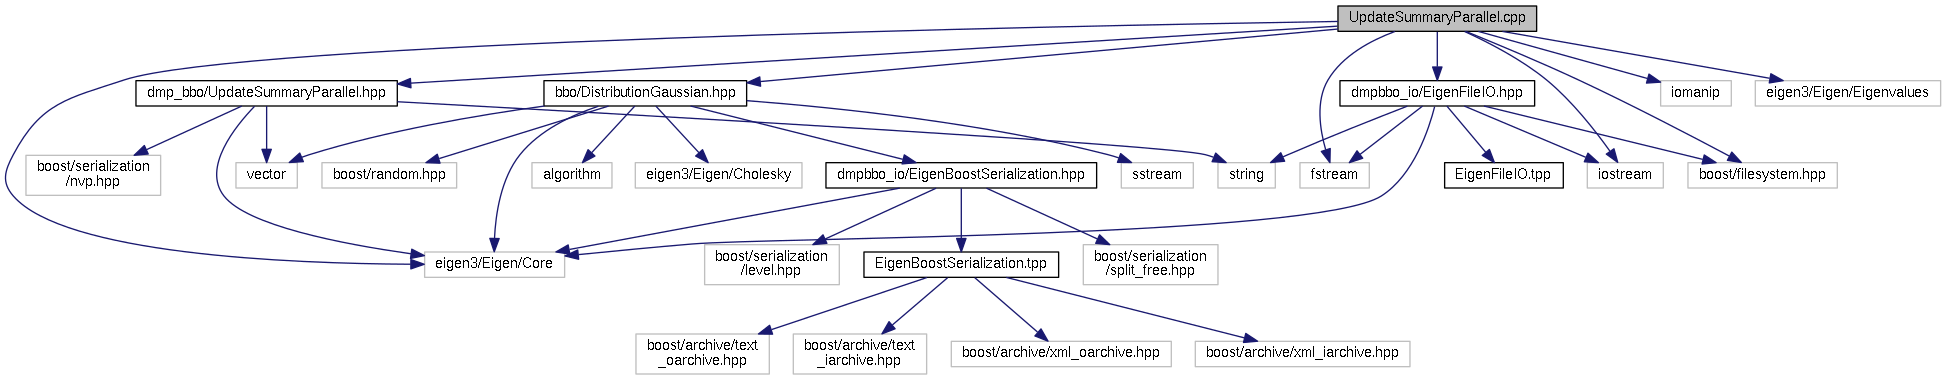 UpdateSummaryParallel.cpp
dmp_bbo/UpdateSummaryParallel.hpp
bbo/DistributionGaussian.hpp
dmpbbo_io/EigenFileIO.hpp
iomanip
eigen3/Eigen/Eigenvalues
boost/serialization
/nvp.hpp
vector
boost/random.hpp
algorithm
eigen3/Eigen/Cholesky
dmpbbo_io/EigenBoostSerialization.hpp
sstream
string
fstream
EigenFileIO.tpp
iostream
boost/filesystem.hpp
eigen3/Eigen/Core
boost/serialization
/level.hpp
EigenBoostSerialization.tpp
boost/serialization
/split_free.hpp
boost/archive/text
_oarchive.hpp
boost/archive/text
_iarchive.hpp
boost/archive/xml_oarchive.hpp
boost/archive/xml_iarchive.hpp